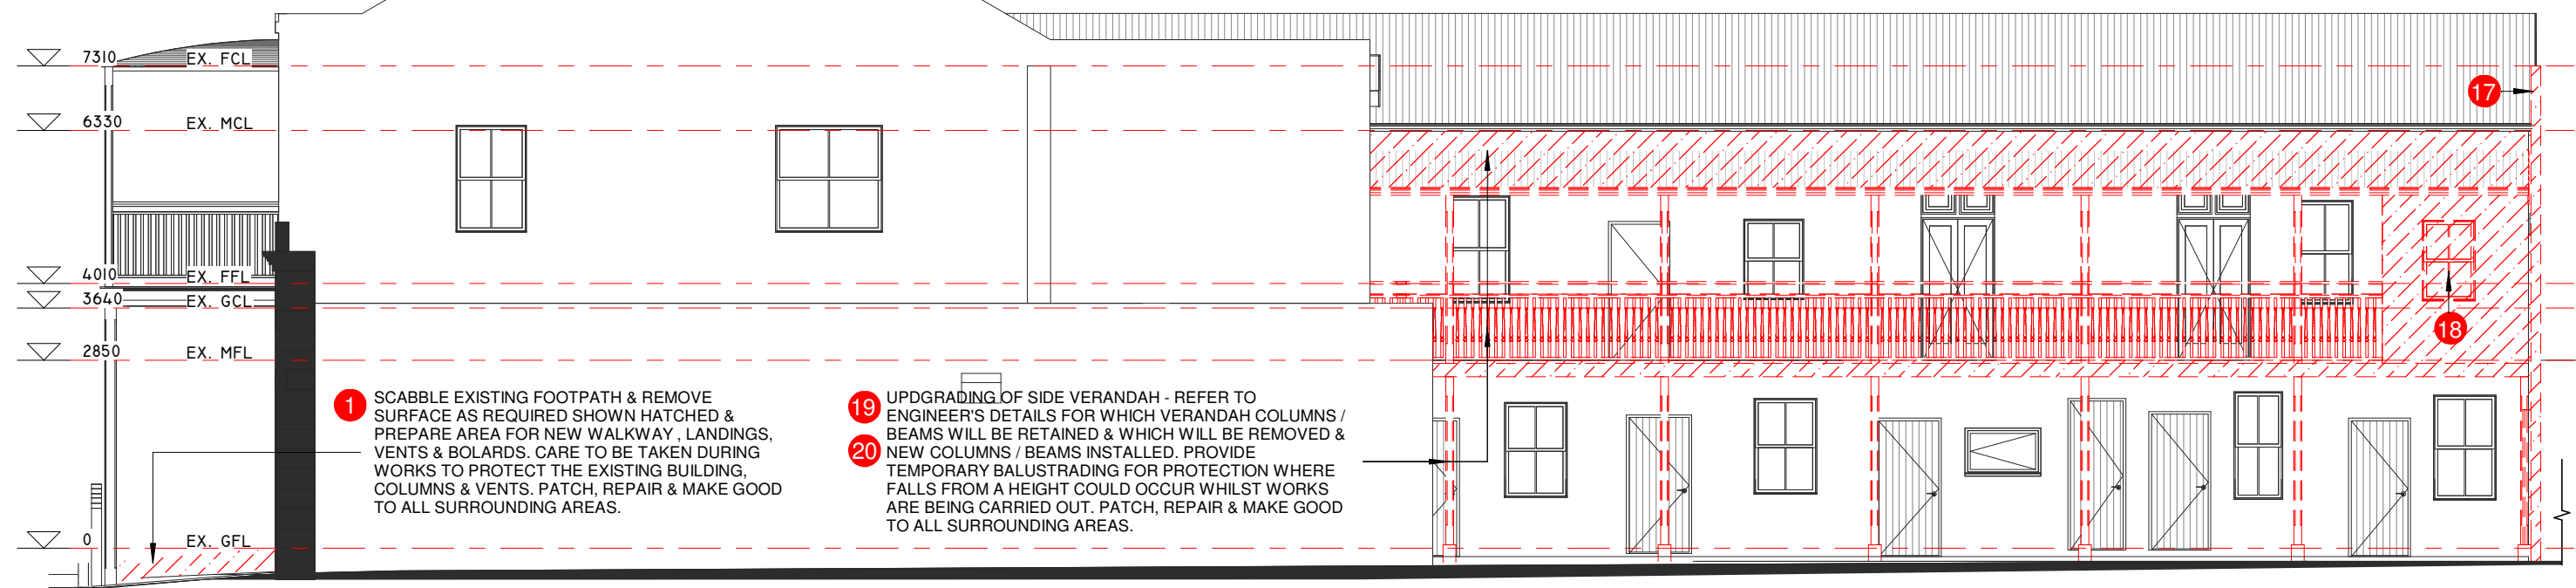 7310 EX. FCL
17
6330 EX. MCL
4010 EX. FFL
3640 EX. GCL
18
2850 EX. MFL
1 SCABBLE EXISTING FOOTPATH & REMOVE
SURFACE AS REQUIRED SHOWN HATCHED &
PREPARE AREA FOR NEW WALKWAY , LANDINGS,
VENTS & BOLARDS. CARE TO BE TAKEN DURING
WORKS TO PROTECT THE EXISTING BUILDING,
COLUMNS & VENTS. PATCH, REPAIR & MAKE GOOD
TO ALL SURROUNDING AREAS.
19
20
UPDGRADING OF SIDE VERANDAH - REFER TO
ENGINEER'S DETAILS FOR WHICH VERANDAH COLUMNS /
BEAMS WILL BE RETAINED & WHICH WILL BE REMOVED &
NEW COLUMNS / BEAMS INSTALLED. PROVIDE
TEMPORARY BALUSTRADING FOR PROTECTION WHERE
FALLS FROM A HEIGHT COULD OCCUR WHILST WORKS
ARE BEING CARRIED OUT. PATCH, REPAIR & MAKE GOOD
TO ALL SURROUNDING AREAS.
0 EX. GFL